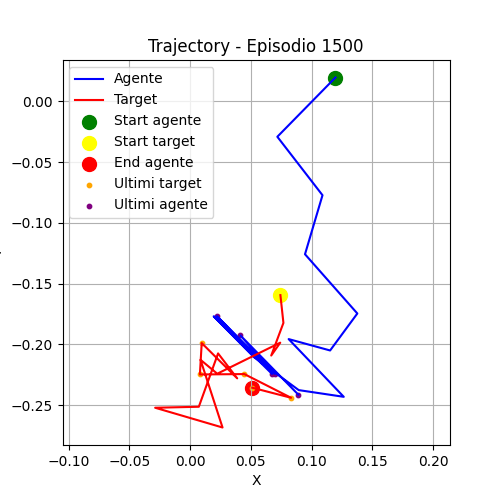 Trajectory - Episodio 1500
Agente
Target
Start agente
Start target
End agente
Ultimi target
Ultimi agente
0.00
−0.05
−0.10
−0.15
−0.20
−0.25
−0.10
−0.05
0.00
0.05
0.10
0.15
0.20
X